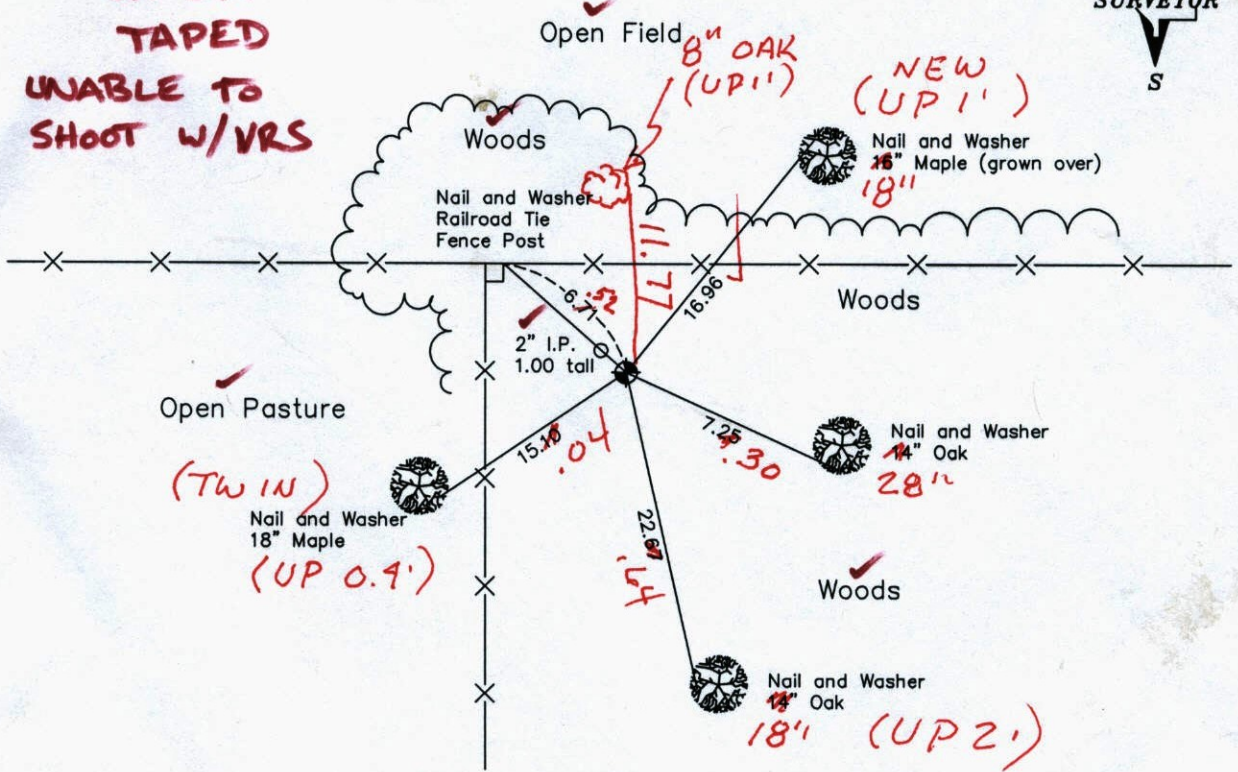 TAPED
UNABLE TO
SHOOT W/VRS
Open Field
8" OAK
(UP 1')
NEW
(UP 1')
SURVEYOR
S
Woods
Nail and Washer
16" Maple (grown over)
18"
Nail and Washer
Railroad Tie
Fence Post
11.77
16.96
6.71
.52
Woods
2" I.P.
1.00 tall
Open Pasture
15.10
.04
7.25
.30
Nail and Washer
14" Oak
28"
(TWIN)
Nail and Washer
18" Maple
(UP 0.4')
22.67
.64
Woods
Nail and Washer
14" Oak
18" (UP 2')